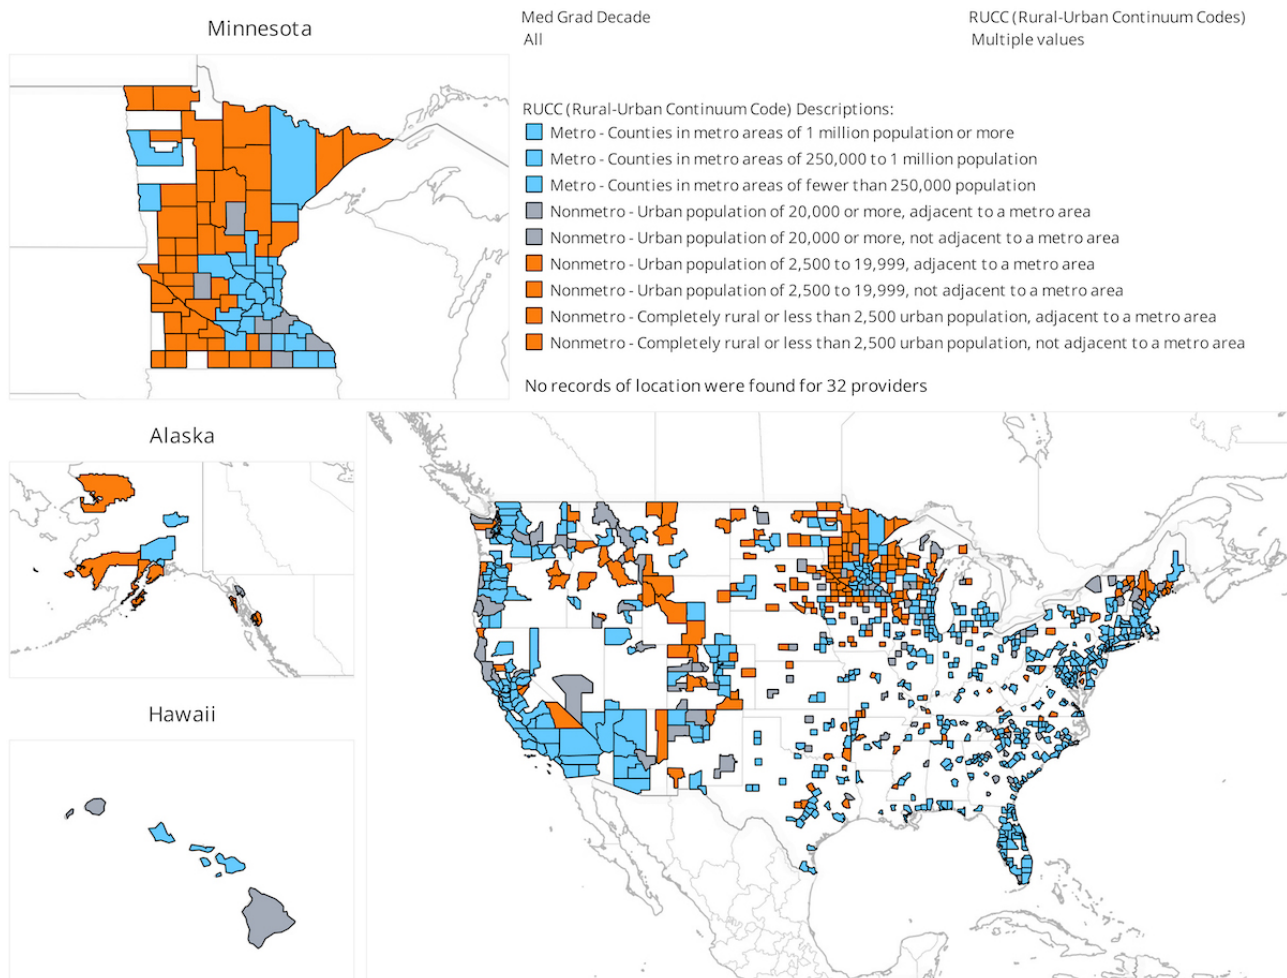 Minnesota
Med Grad Decade
All
RUCC (Rural-Urban Continuum Codes)
Multiple values
RUCC (Rural-Urban Continuum Code) Descriptions:
Metro - Counties in metro areas of 1 million population or more
Metro - Counties in metro areas of 250,000 to 1 million population
Metro - Counties in metro areas of fewer than 250,000 population
Nonmetro - Urban population of 20,000 or more, adjacent to a metro area
Nonmetro - Urban population of 20,000 or more, not adjacent to a metro area
Nonmetro - Urban population of 2,500 to 19,999, adjacent to a metro area
Nonmetro - Urban population of 2,500 to 19,999, not adjacent to a metro area
Nonmetro - Completely rural or less than 2,500 urban population, adjacent to a metro area
Nonmetro - Completely rural or less than 2,500 urban population, not adjacent to a metro area
No records of location were found for 32 providers
Alaska
Hawaii